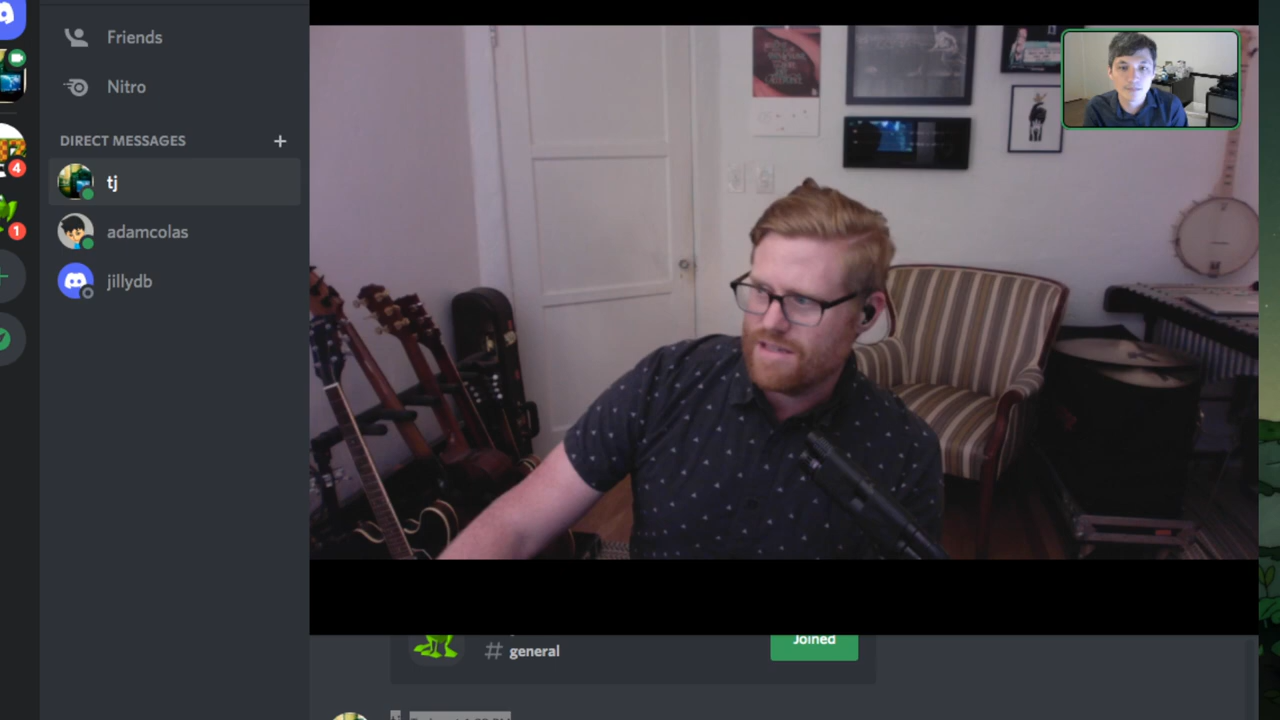 Friends
Nitro
DIRECT MESSAGES +
tj
adamcolas
jillydb
4
1
Joined
# general